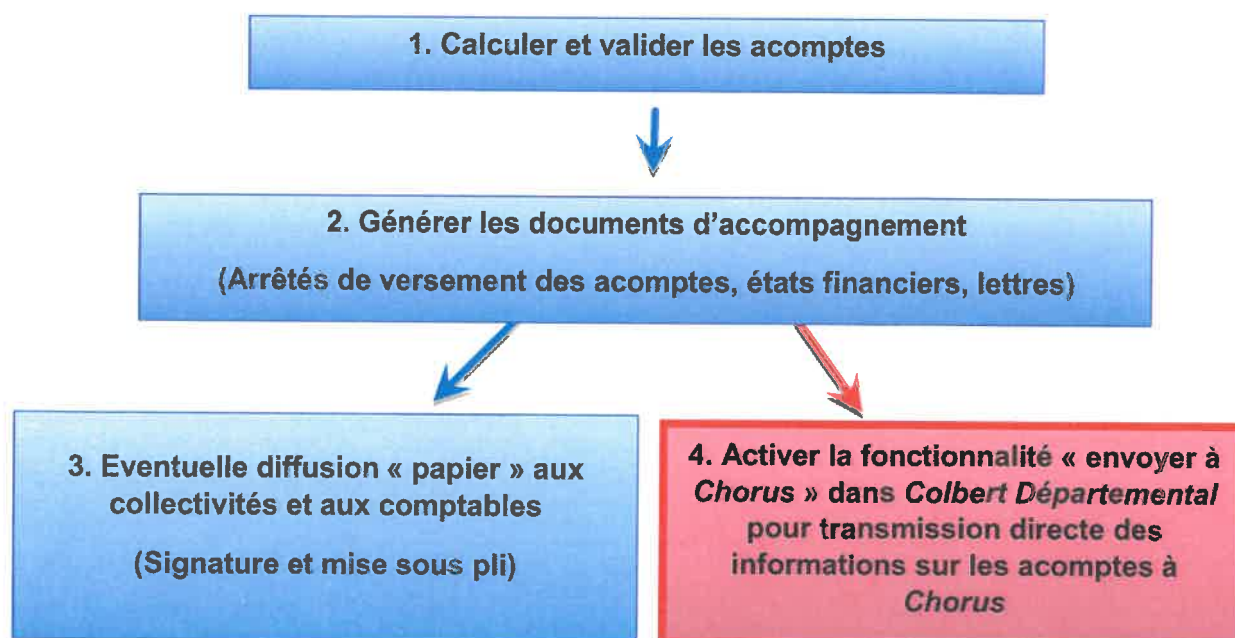 1. Calculer et valider les acomptes
2. Générer les documents d'accompagnement
(Arrêtés de versement des acomptes, états financiers, lettres)
3. Eventuelle diffusion « papier » aux
collectivités et aux comptables
(Signature et mise sous pli)
4. Activer la fonctionnalité « envoyer à
Chorus » dans Colbert Départemental
pour transmission directe des
informations sur les acomptes à
Chorus